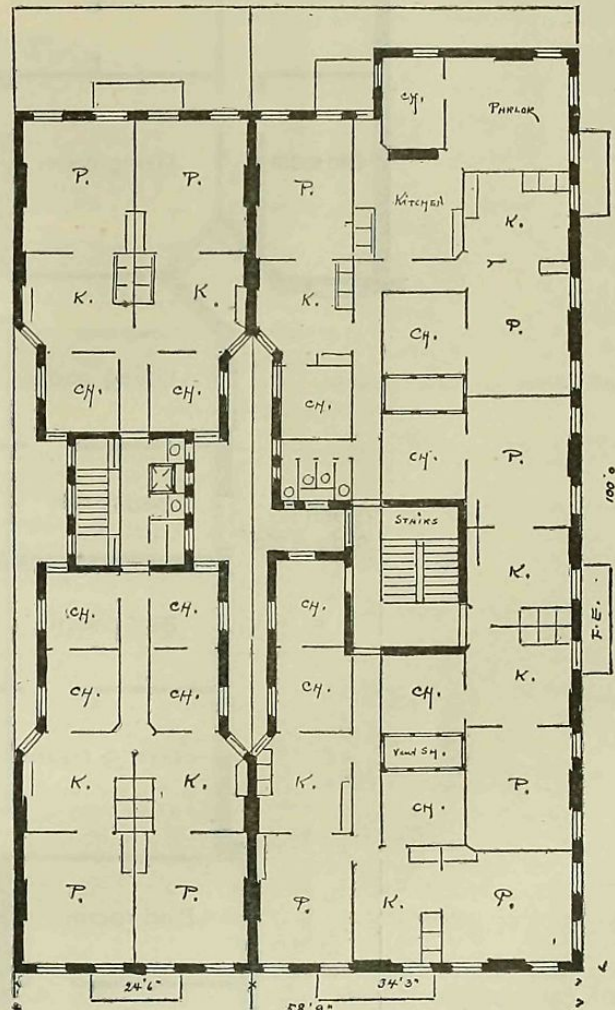 CH.
PARLOR
P. P. P.
KITCHEN
K.
K. K. K.
P.
CH.
CH. CH. CH.
CH.
P.
STAIRS
100'0
K.
F.E.
CH. CH. CH.
K.
CH. CH. CH. CH.
Vent SH.
P.
K. K. K.
CH.
P. P. P. K. P.
24'6"
34'3"
58'9"